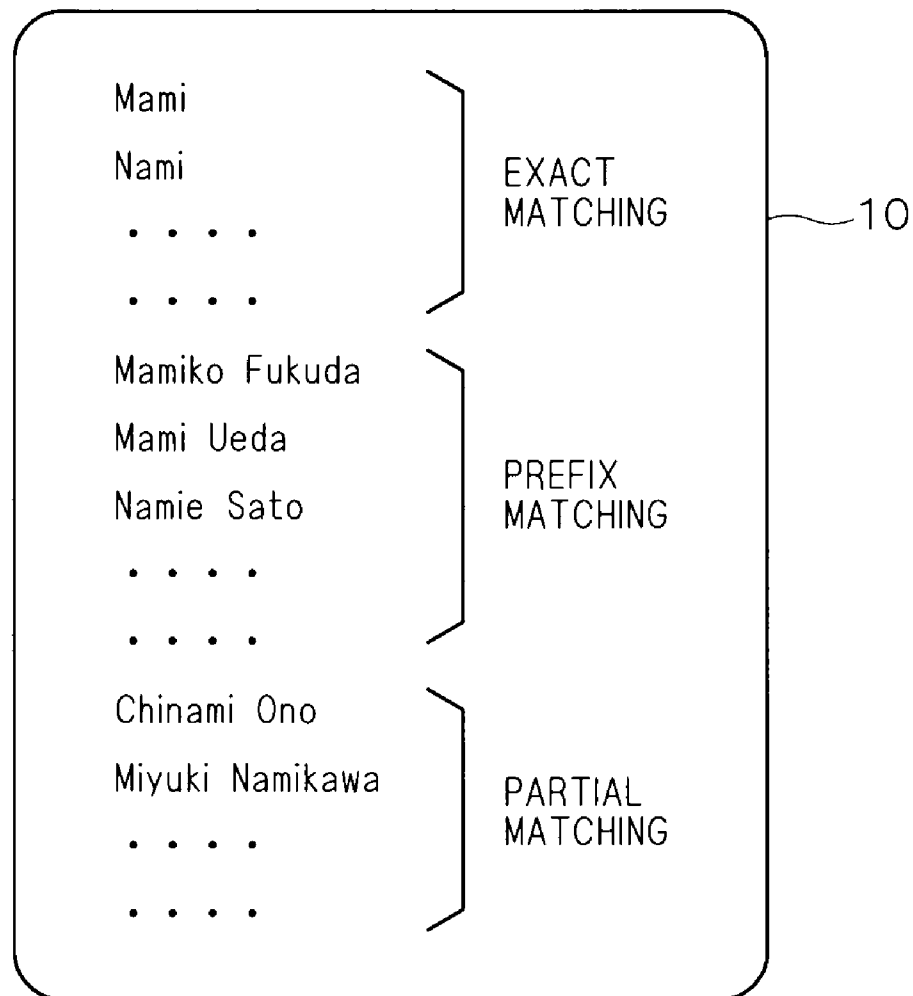 Mami
Nami
. . . .
. . . .
EXACT
MATCHING
10
Mamiko Fukuda
Mami Ueda
Namie Sato
. . . .
. . . .
PREFIX
MATCHING
Chinami Ono
Miyuki Namikawa
. . . .
. . . .
PARTIAL
MATCHING